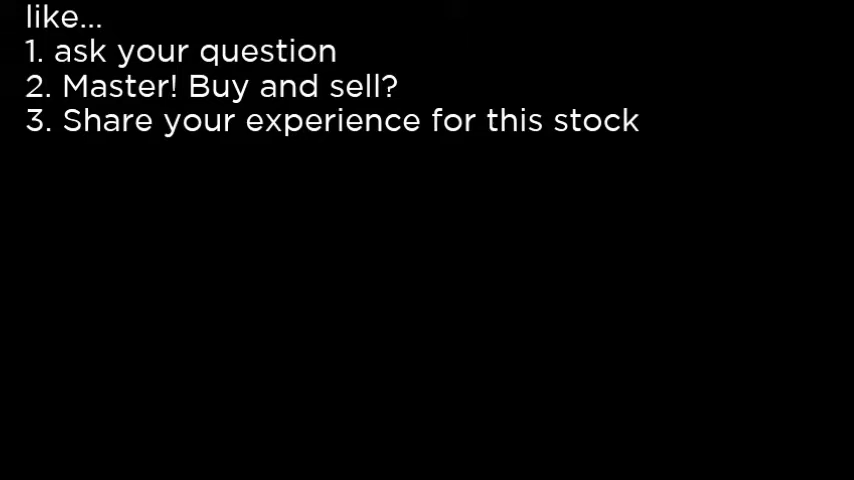 like...
1. ask your question
2. Master! Buy and sell?
3. Share your experience for this stock